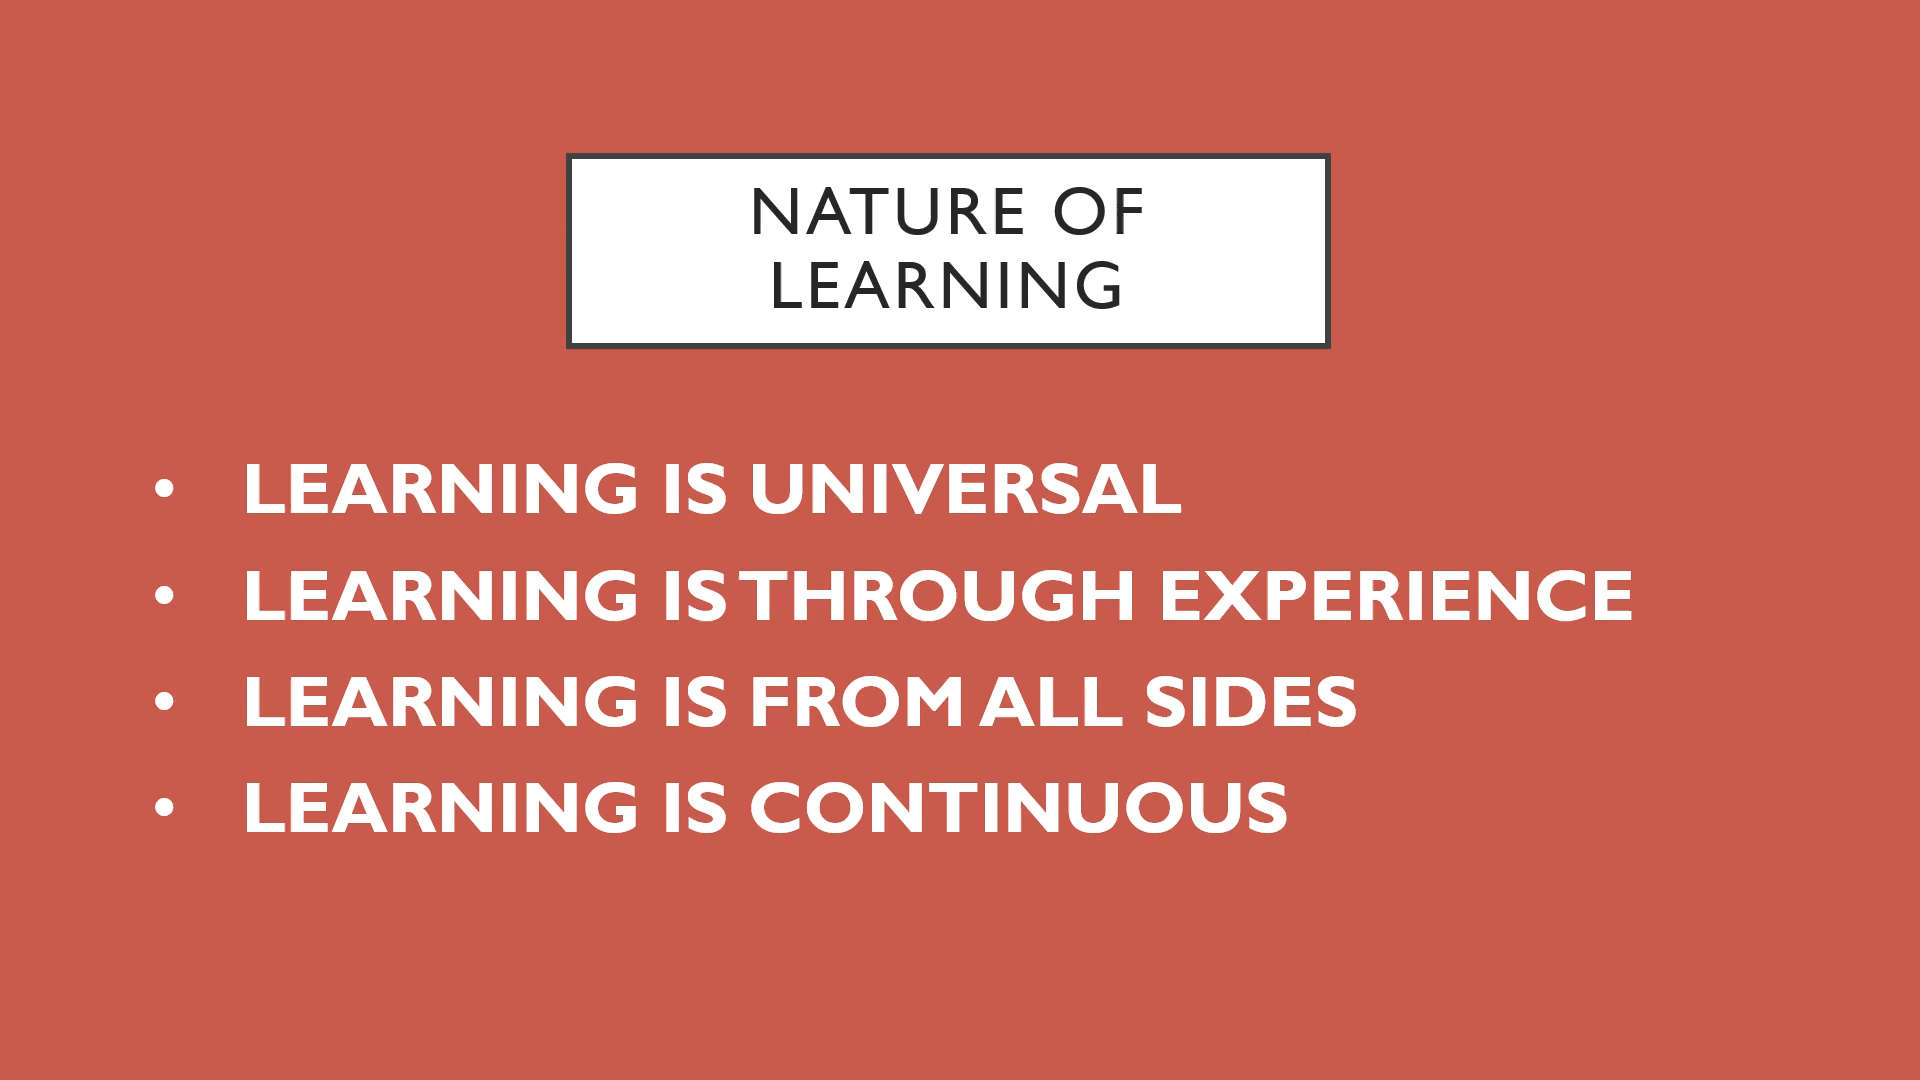 NATURE OF
LEARNING
• LEARNING IS UNIVERSAL
• LEARNING IS THROUGH EXPERIENCE
• LEARNING IS FROM ALL SIDES
• LEARNING IS CONTINUOUS